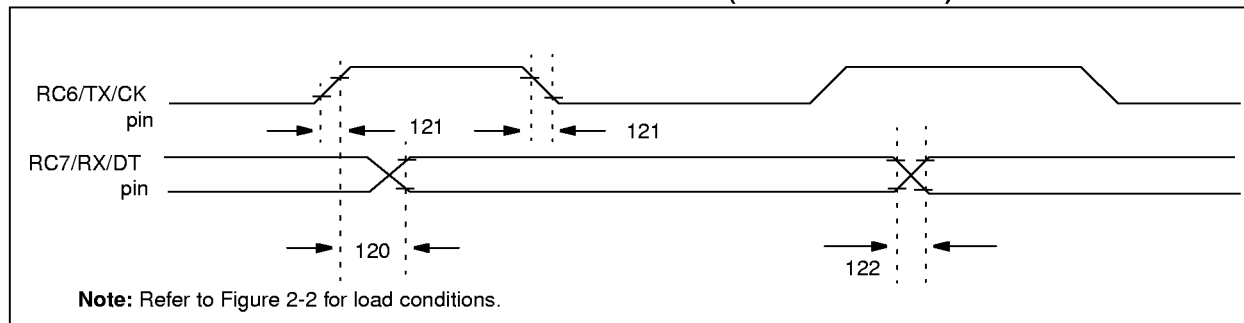 RC6/TX/CK
pin
121
121
RC7/RX/DT
pin
120
122
Note: Refer to Figure 2-2 for load conditions.